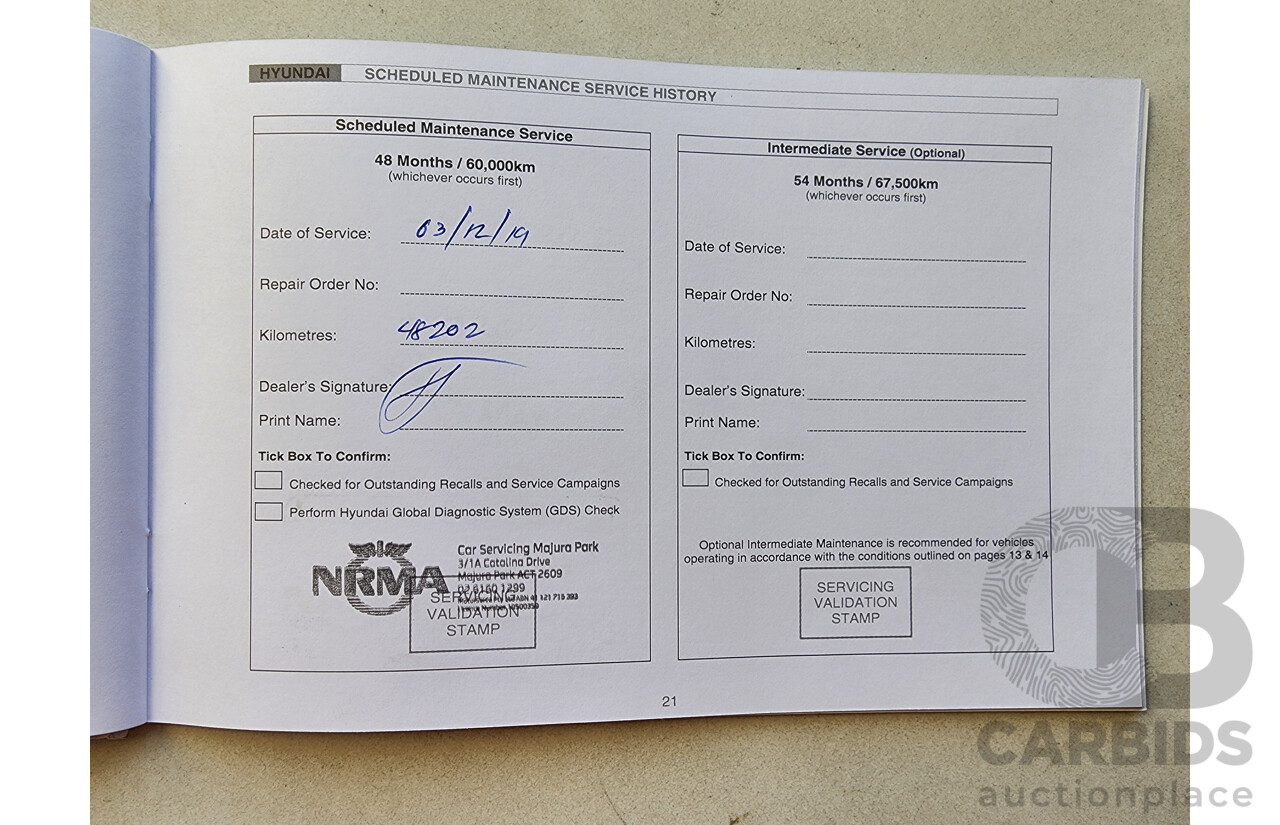 HYUNDAI SCHEDULED MAINTENANCE SERVICE HISTORY
Scheduled Maintenance Service
48 Months / 60,000km
(whichever occurs first)
Date of Service: 03/12/19
Repair Order No:
Kilometres: 48202
Dealer's Signature:
Print Name:
Tick Box To Confirm:
Checked for Outstanding Recalls and Service Campaigns
Perform Hyundai Global Diagnostic System (GDS) Check
NRMA
Car Servicing Majura Park
3/1A Catalina Drive
Majura Park ACT 2609
02 6160 1299
SERVICING
VALIDATION
STAMP
Intermediate Service (Optional)
54 Months / 67,500km
(whichever occurs first)
Date of Service:
Repair Order No:
Kilometres:
Dealer's Signature:
Print Name:
Tick Box To Confirm:
Checked for Outstanding Recalls and Service Campaigns
Optional Intermediate Maintenance is recommended for vehicles
operating in accordance with the conditions outlined on pages 13 & 14
SERVICING
VALIDATION
STAMP
21
CB
CARBIDS
auctionplace